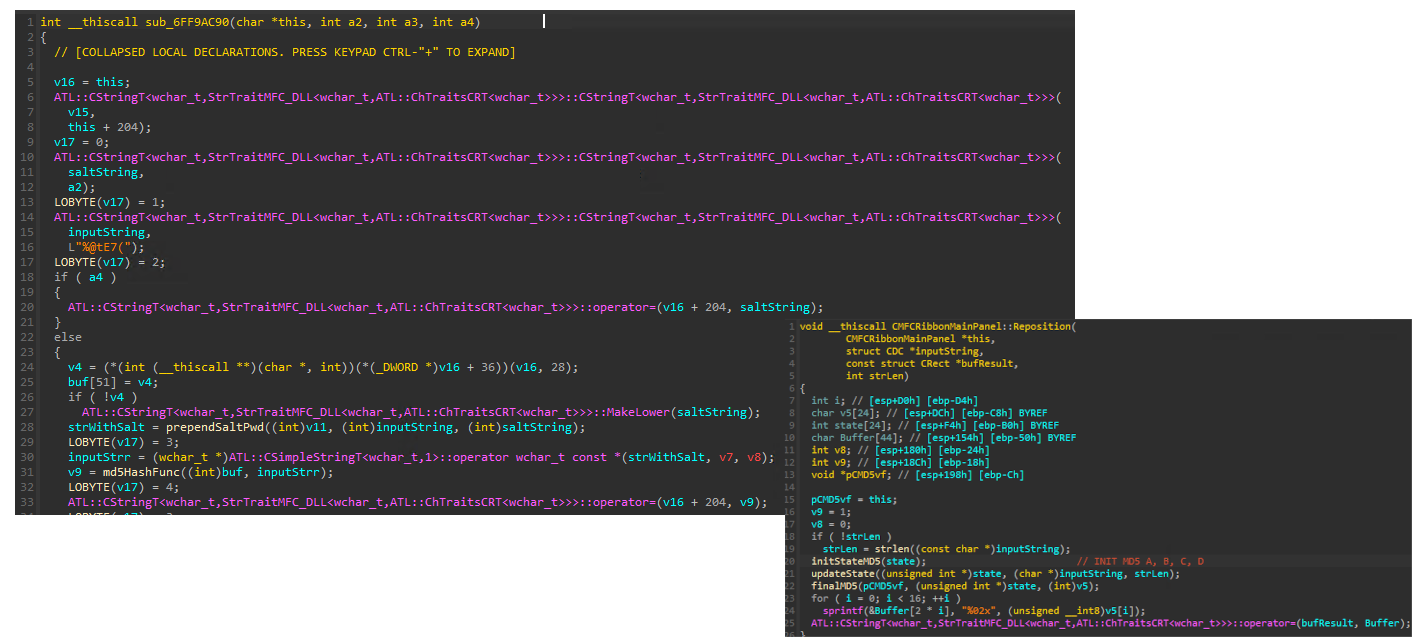 1 int __thiscall sub_6FF9AC90(char *this, int a2, int a3, int a4)
2 {
3 // [COLLAPSED LOCAL DECLARATIONS. PRESS KEYPAD CTRL-"+" TO EXPAND]
4
5 v16 = this;
6 ATL::CStringT<wchar_t,StrTraitMFC_DLL<wchar_t,ATL::ChTraitsCRT<wchar_t>>>::CStringT<wchar_t,StrTraitMFC_DLL<wchar_t,ATL::ChTraitsCRT<wchar_t>>>(
7 v15,
8 this + 204);
9 v17 = 0;
10 ATL::CStringT<wchar_t,StrTraitMFC_DLL<wchar_t,ATL::ChTraitsCRT<wchar_t>>>::CStringT<wchar_t,StrTraitMFC_DLL<wchar_t,ATL::ChTraitsCRT<wchar_t>>>(
11 saltString,
12 a2);
13 LOBYTE(v17) = 1;
14 ATL::CStringT<wchar_t,StrTraitMFC_DLL<wchar_t,ATL::ChTraitsCRT<wchar_t>>>::CStringT<wchar_t,StrTraitMFC_DLL<wchar_t,ATL::ChTraitsCRT<wchar_t>>>(
15 inputString,
16 L"%@tE7(");
17 LOBYTE(v17) = 2;
18 if ( a4 )
19 {
20 ATL::CStringT<wchar_t,StrTraitMFC_DLL<wchar_t,ATL::ChTraitsCRT<wchar_t>>>::operator=(v16 + 204, saltString);
21 }
22 else
23 {
24 v4 = (*(int (__thiscall **)(char *, int))(*(_DWORD *)v16 + 36))(v16, 28);
25 buf[51] = v4;
26 if ( !v4 )
27 ATL::CStringT<wchar_t,StrTraitMFC_DLL<wchar_t,ATL::ChTraitsCRT<wchar_t>>>::MakeLower(saltString);
28 strWithSalt = prependSaltPwd((int)v11, (int)inputString, (int)saltString);
29 LOBYTE(v17) = 3;
30 inputStrr = (wchar_t *)ATL::CSimpleStringT<wchar_t,1>::operator wchar_t const *(strWithSalt, v7, v8);
31 v9 = md5HashFunc((int)buf, inputStrr);
32 LOBYTE(v17) = 4;
33 ATL::CStringT<wchar_t,StrTraitMFC_DLL<wchar_t,ATL::ChTraitsCRT<wchar_t>>>::operator=(v16 + 204, v9);
1 void __thiscall CMFCRibbonMainPanel::Reposition(
2 CMFCRibbonMainPanel *this,
3 struct CDC *inputString,
4 const struct CRect *bufResult,
5 int strLen)
6 {
7 int i; // [esp+D0h] [ebp-D4h]
8 char v5[24]; // [esp+DCh] [ebp-C8h] BYREF
9 int state[24]; // [esp+F4h] [ebp-B0h] BYREF
10 char Buffer[44]; // [esp+154h] [ebp-50h] BYREF
11 int v8; // [esp+180h] [ebp-24h]
12 int v9; // [esp+18Ch] [ebp-18h]
13 void *pCMD5vf; // [esp+198h] [ebp-Ch]
14
15 pCMD5vf = this;
16 v9 = 1;
17 v8 = 0;
18 if ( !strLen )
19 strLen = strlen((const char *)inputString);
20 initStateMD5(state); // INIT MD5 A, B, C, D
21 updateState((unsigned int *)state, (char *)inputString, strLen);
22 finalMD5(pCMD5vf, (unsigned int *)state, (int)v5);
23 for ( i = 0; i < 16; ++i )
24 sprintf(&Buffer[2 * i], "%02x", (unsigned __int8)v5[i]);
25 ATL::CStringT<wchar_t,StrTraitMFC_DLL<wchar_t,ATL::ChTraitsCRT<wchar_t>>>::operator=(bufResult, Buffer);
26 }